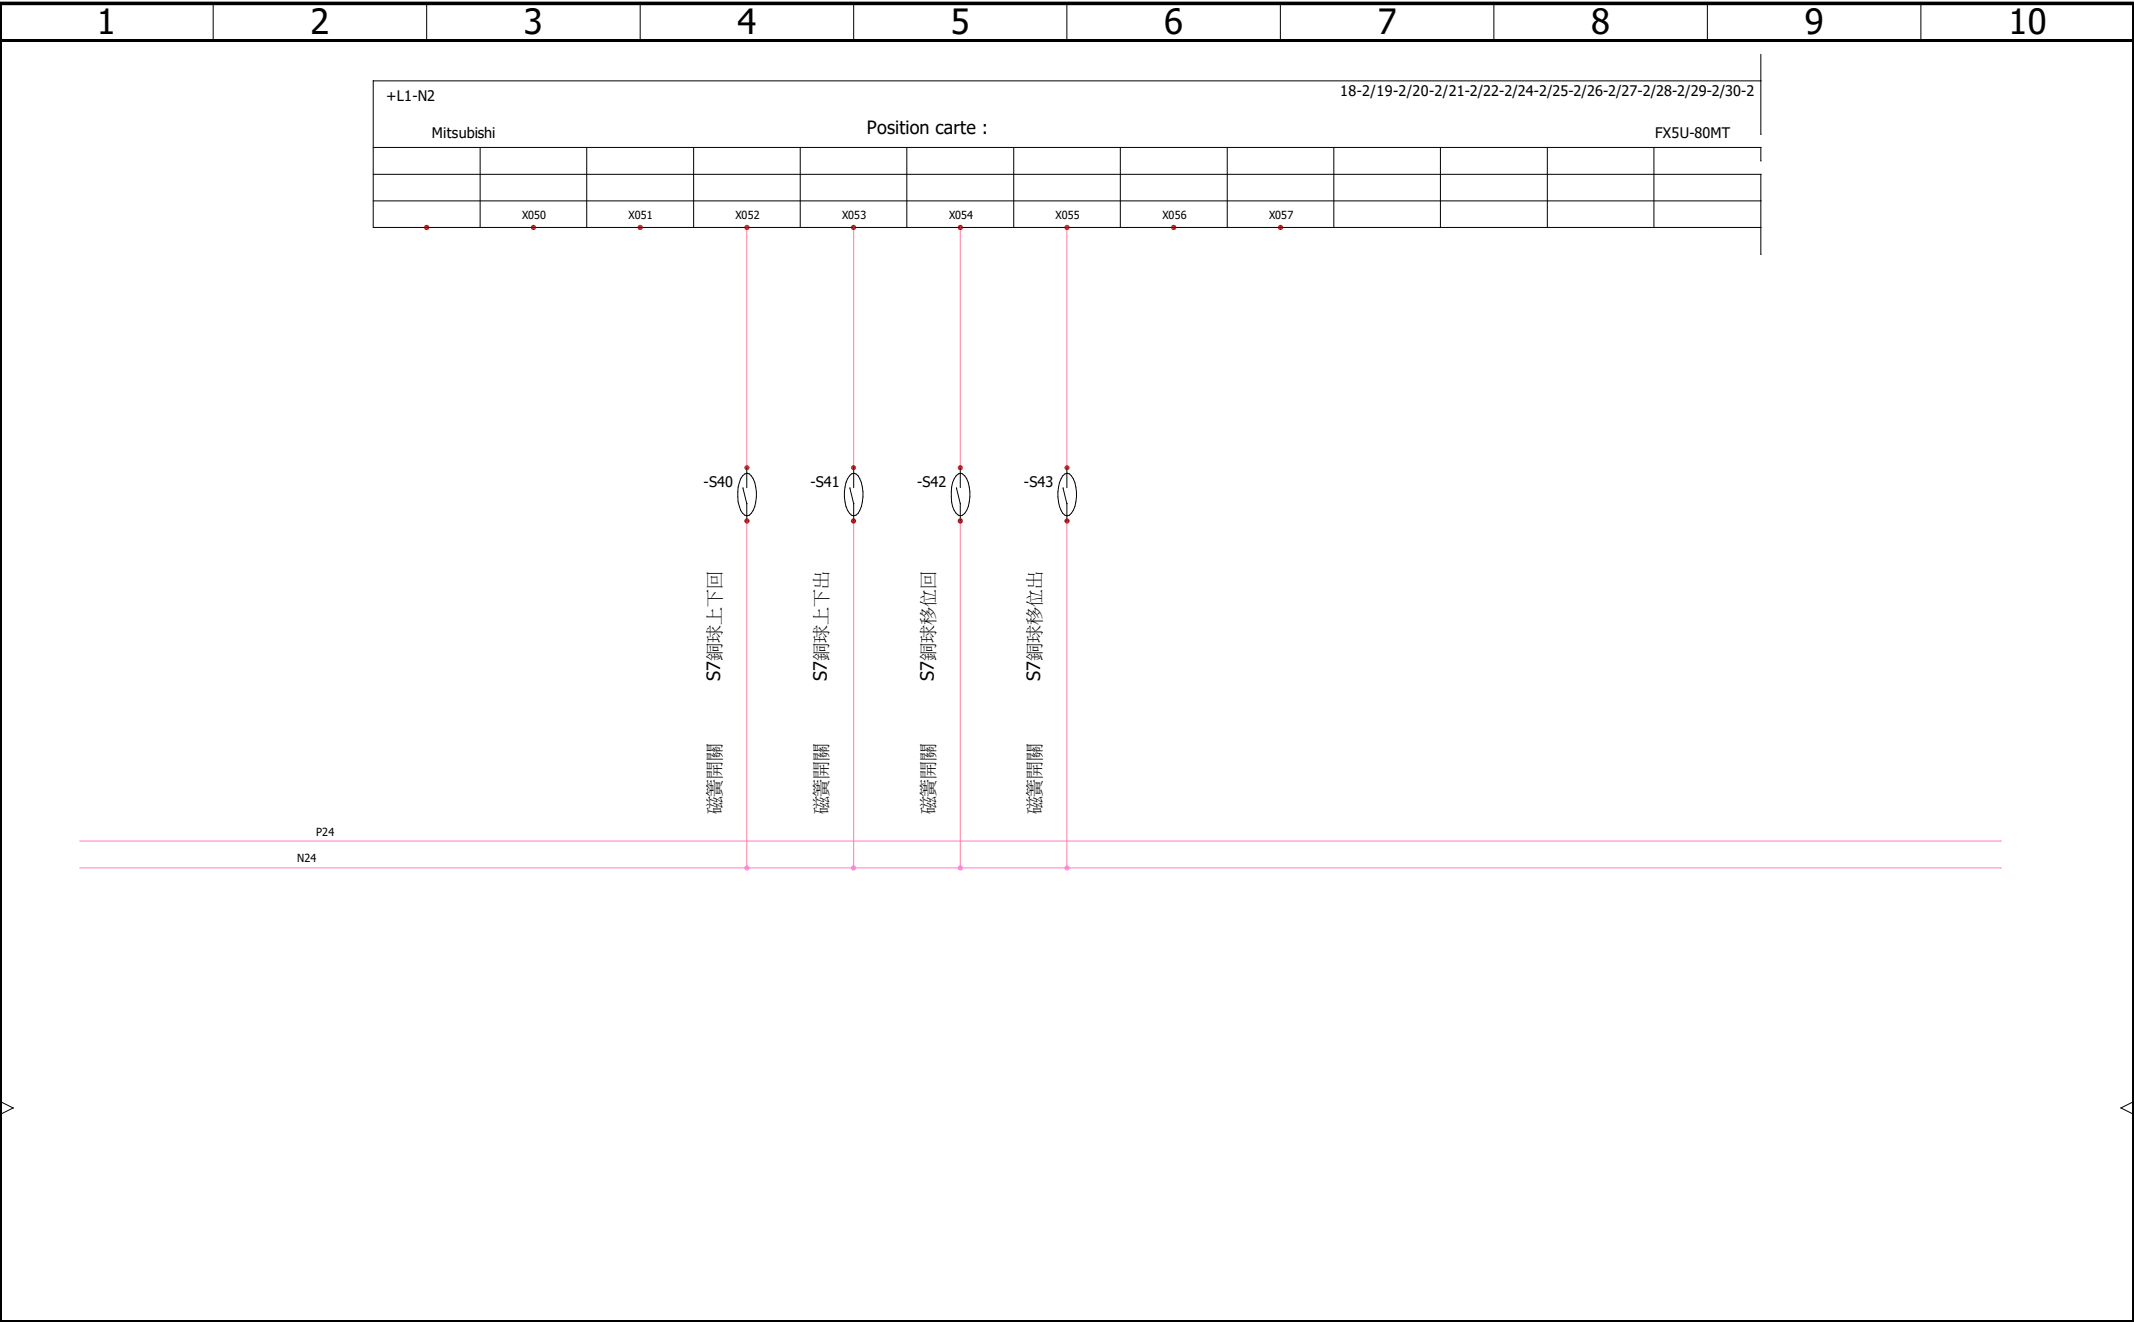 1 2 3 4 5 6 7 8 9 10
+L1-N2 18-2/19-2/20-2/21-2/22-2/24-2/25-2/26-2/27-2/28-2/29-2/30-2
Mitsubishi Position carte : FX5U-80MT
X050 X051 X052 X053 X054 X055 X056 X057
-S40 -S41 -S42 -S43
S7銅球上下回
S7銅球上下出
S7銅球移位回
S7銅球移位出
磁簧開關
磁簧開關
磁簧開關
磁簧開關
P24
N24